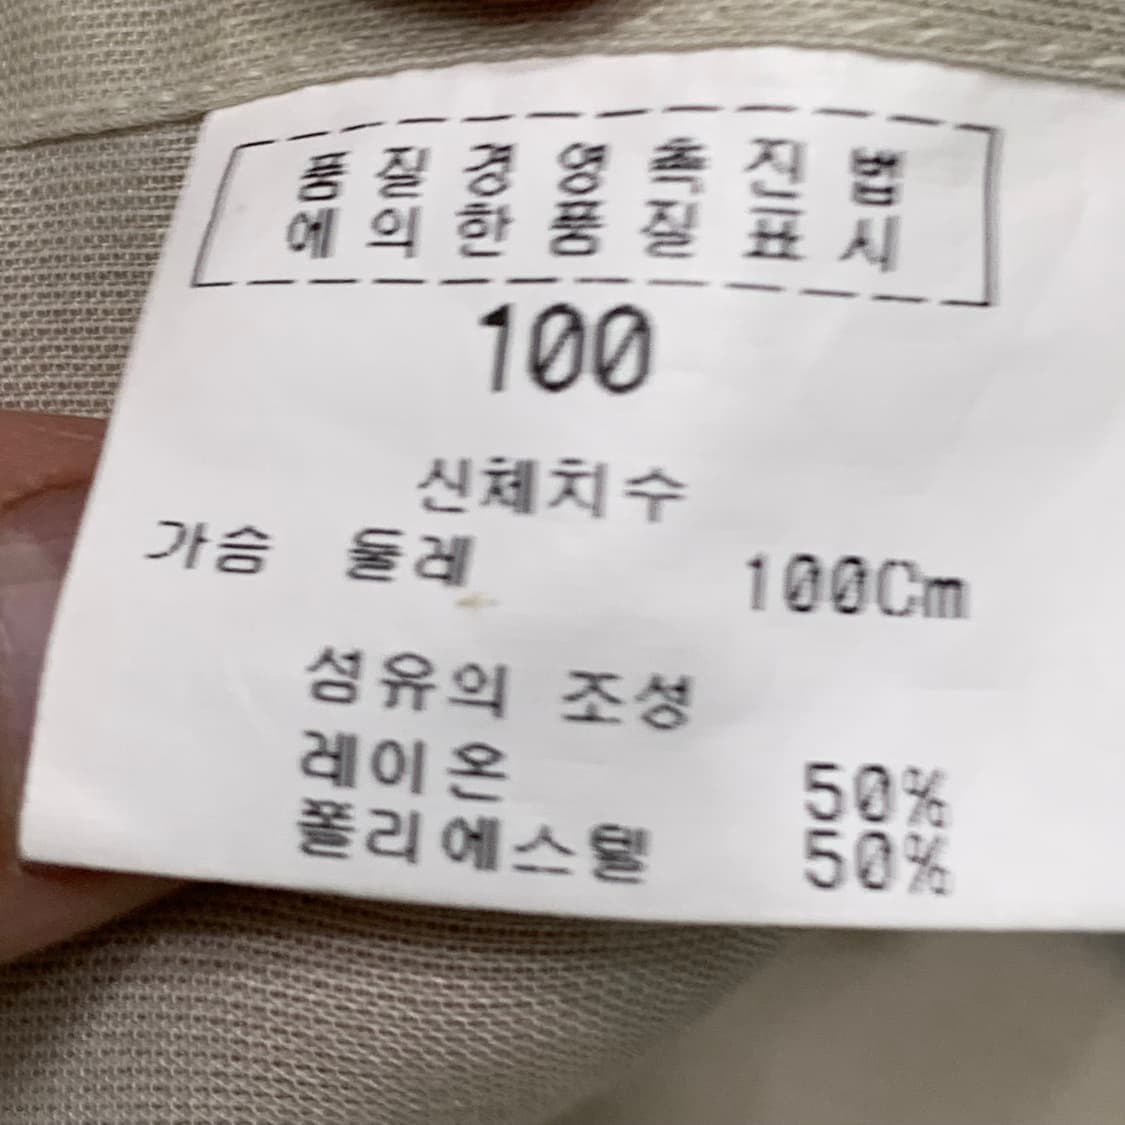 품질경영촉진법
에의한품질표시
100
신체치수
가슴 둘레 100Cm
섬유의 조성
레이온 50%
폴리에스텔 50%